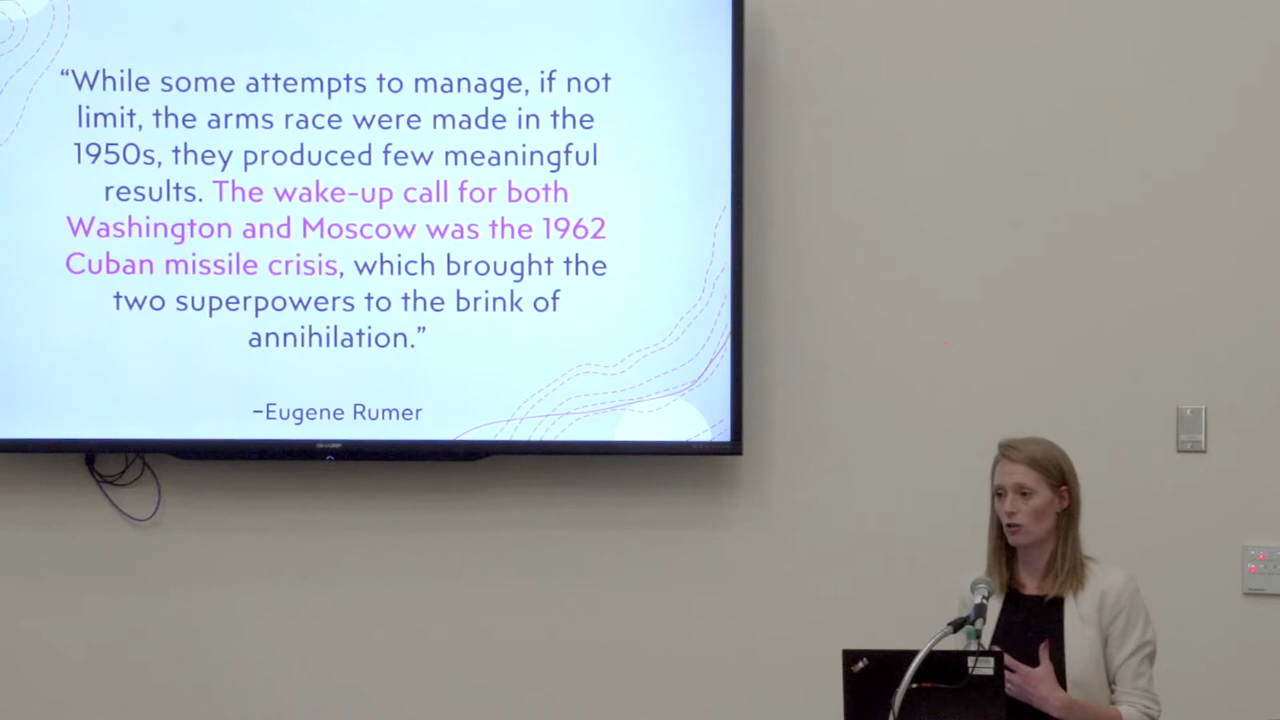 “While some attempts to manage, if not
limit, the arms race were made in the
1950s, they produced few meaningful
results. The wake-up call for both
Washington and Moscow was the 1962
Cuban missile crisis, which brought the
two superpowers to the brink of
annihilation.”
–Eugene Rumer
SHARP